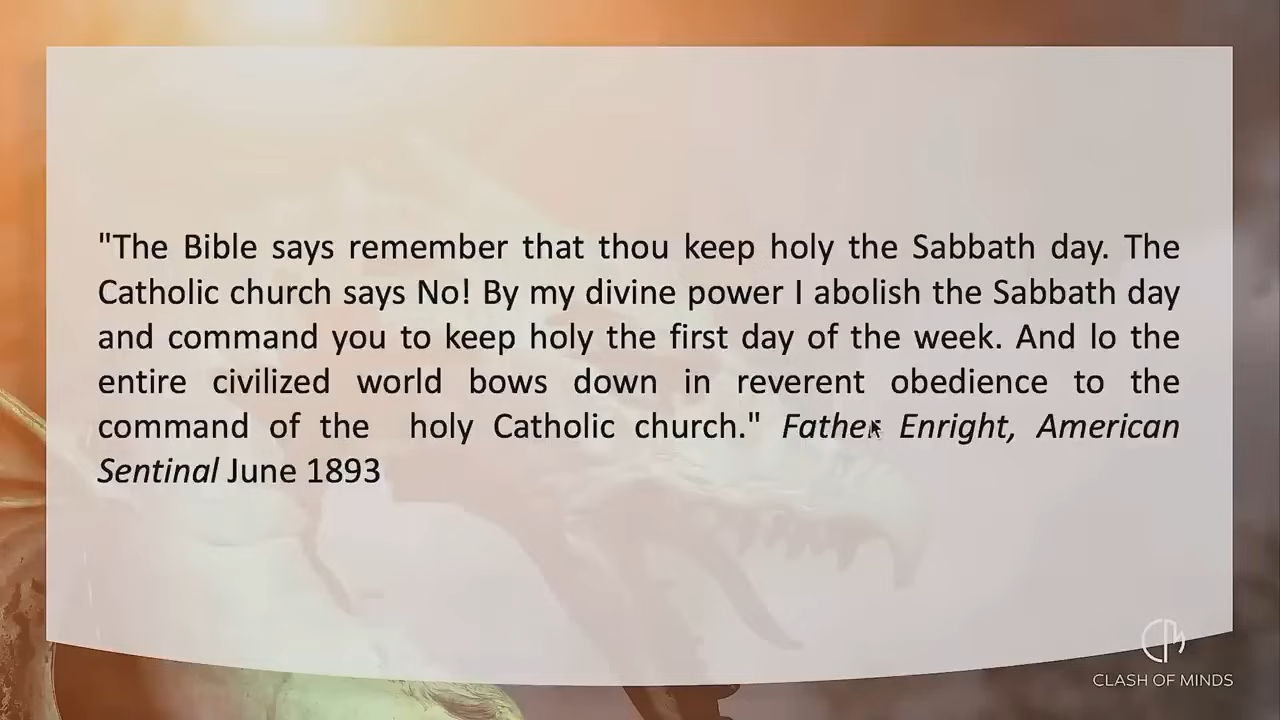 "The Bible says remember that thou keep holy the Sabbath day. The
Catholic church says No! By my divine power I abolish the Sabbath day
and command you to keep holy the first day of the week. And lo the
entire civilized world bows down in reverent obedience to the
command of the holy Catholic church." Father Enright, American
Sentinal June 1893
CLASH OF MINDS